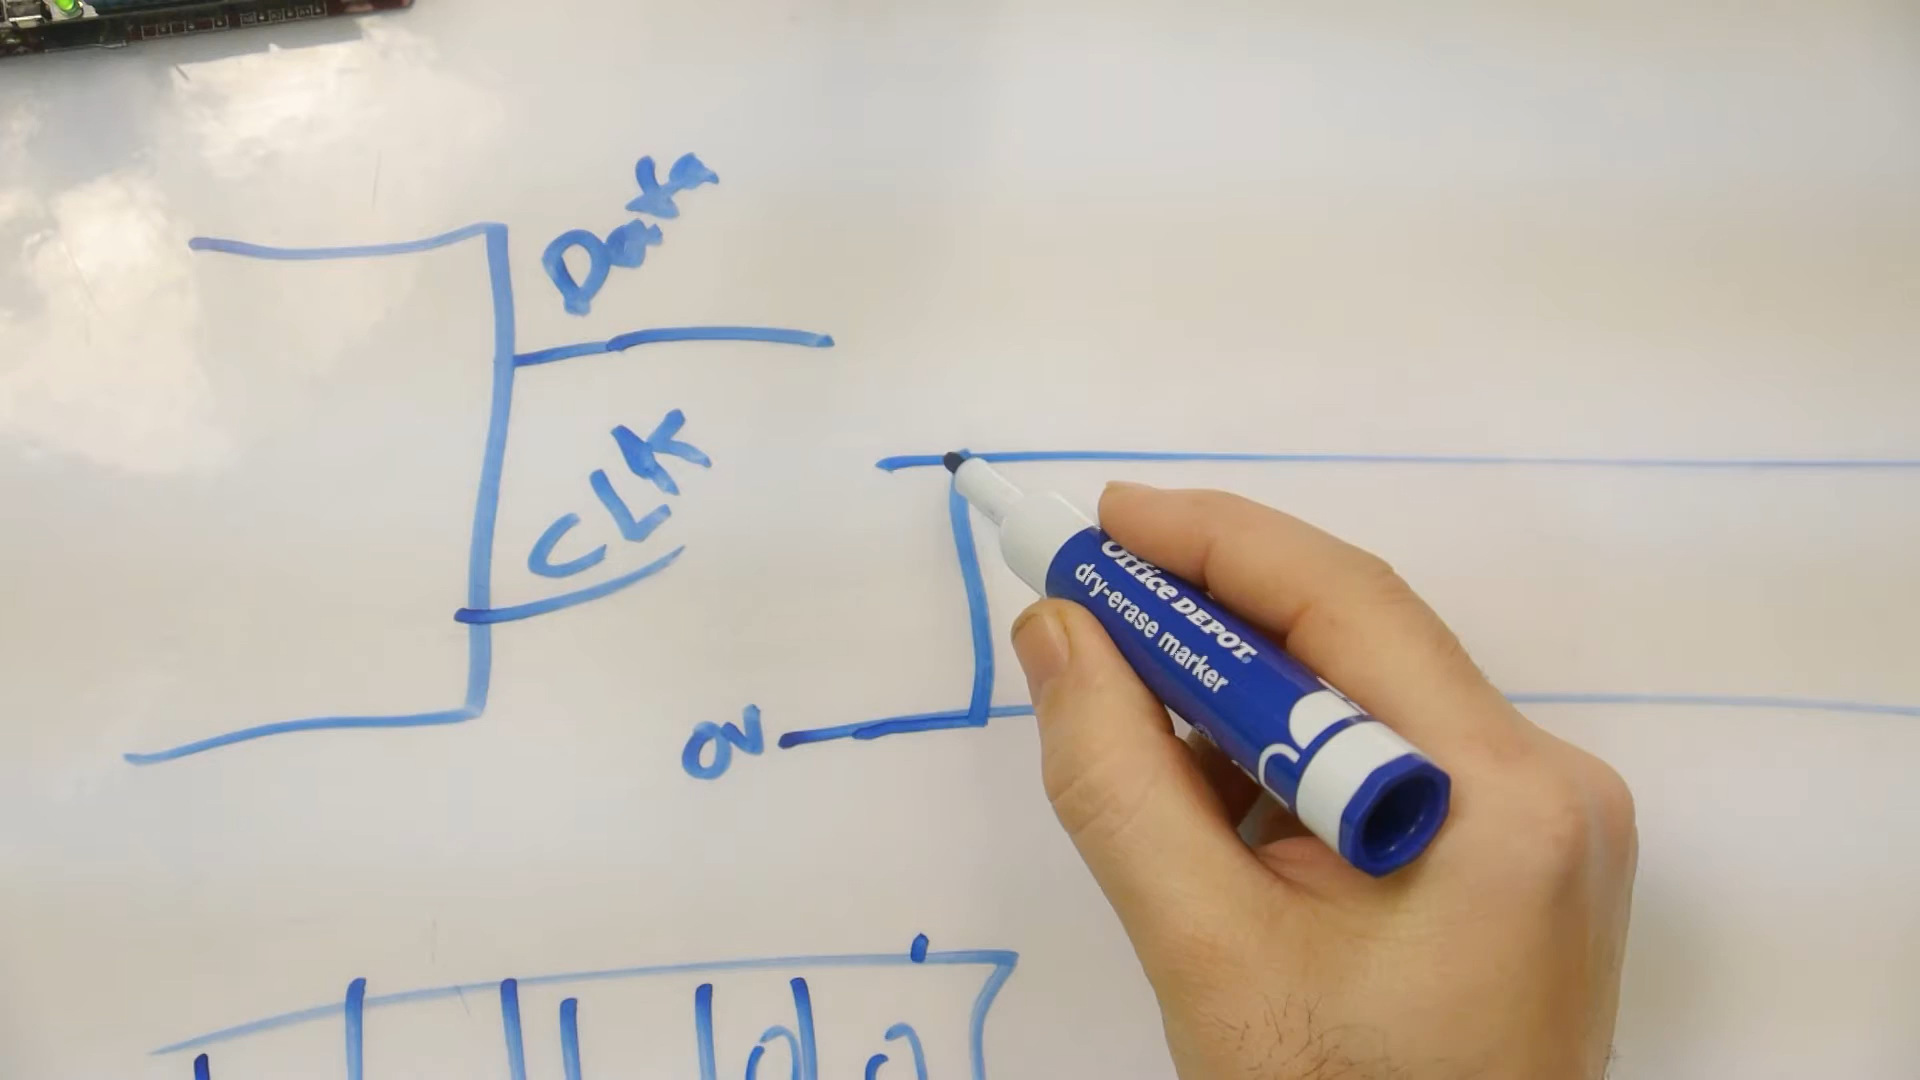 Data
CLK
0V
Office DEPOT
dry-erase marker